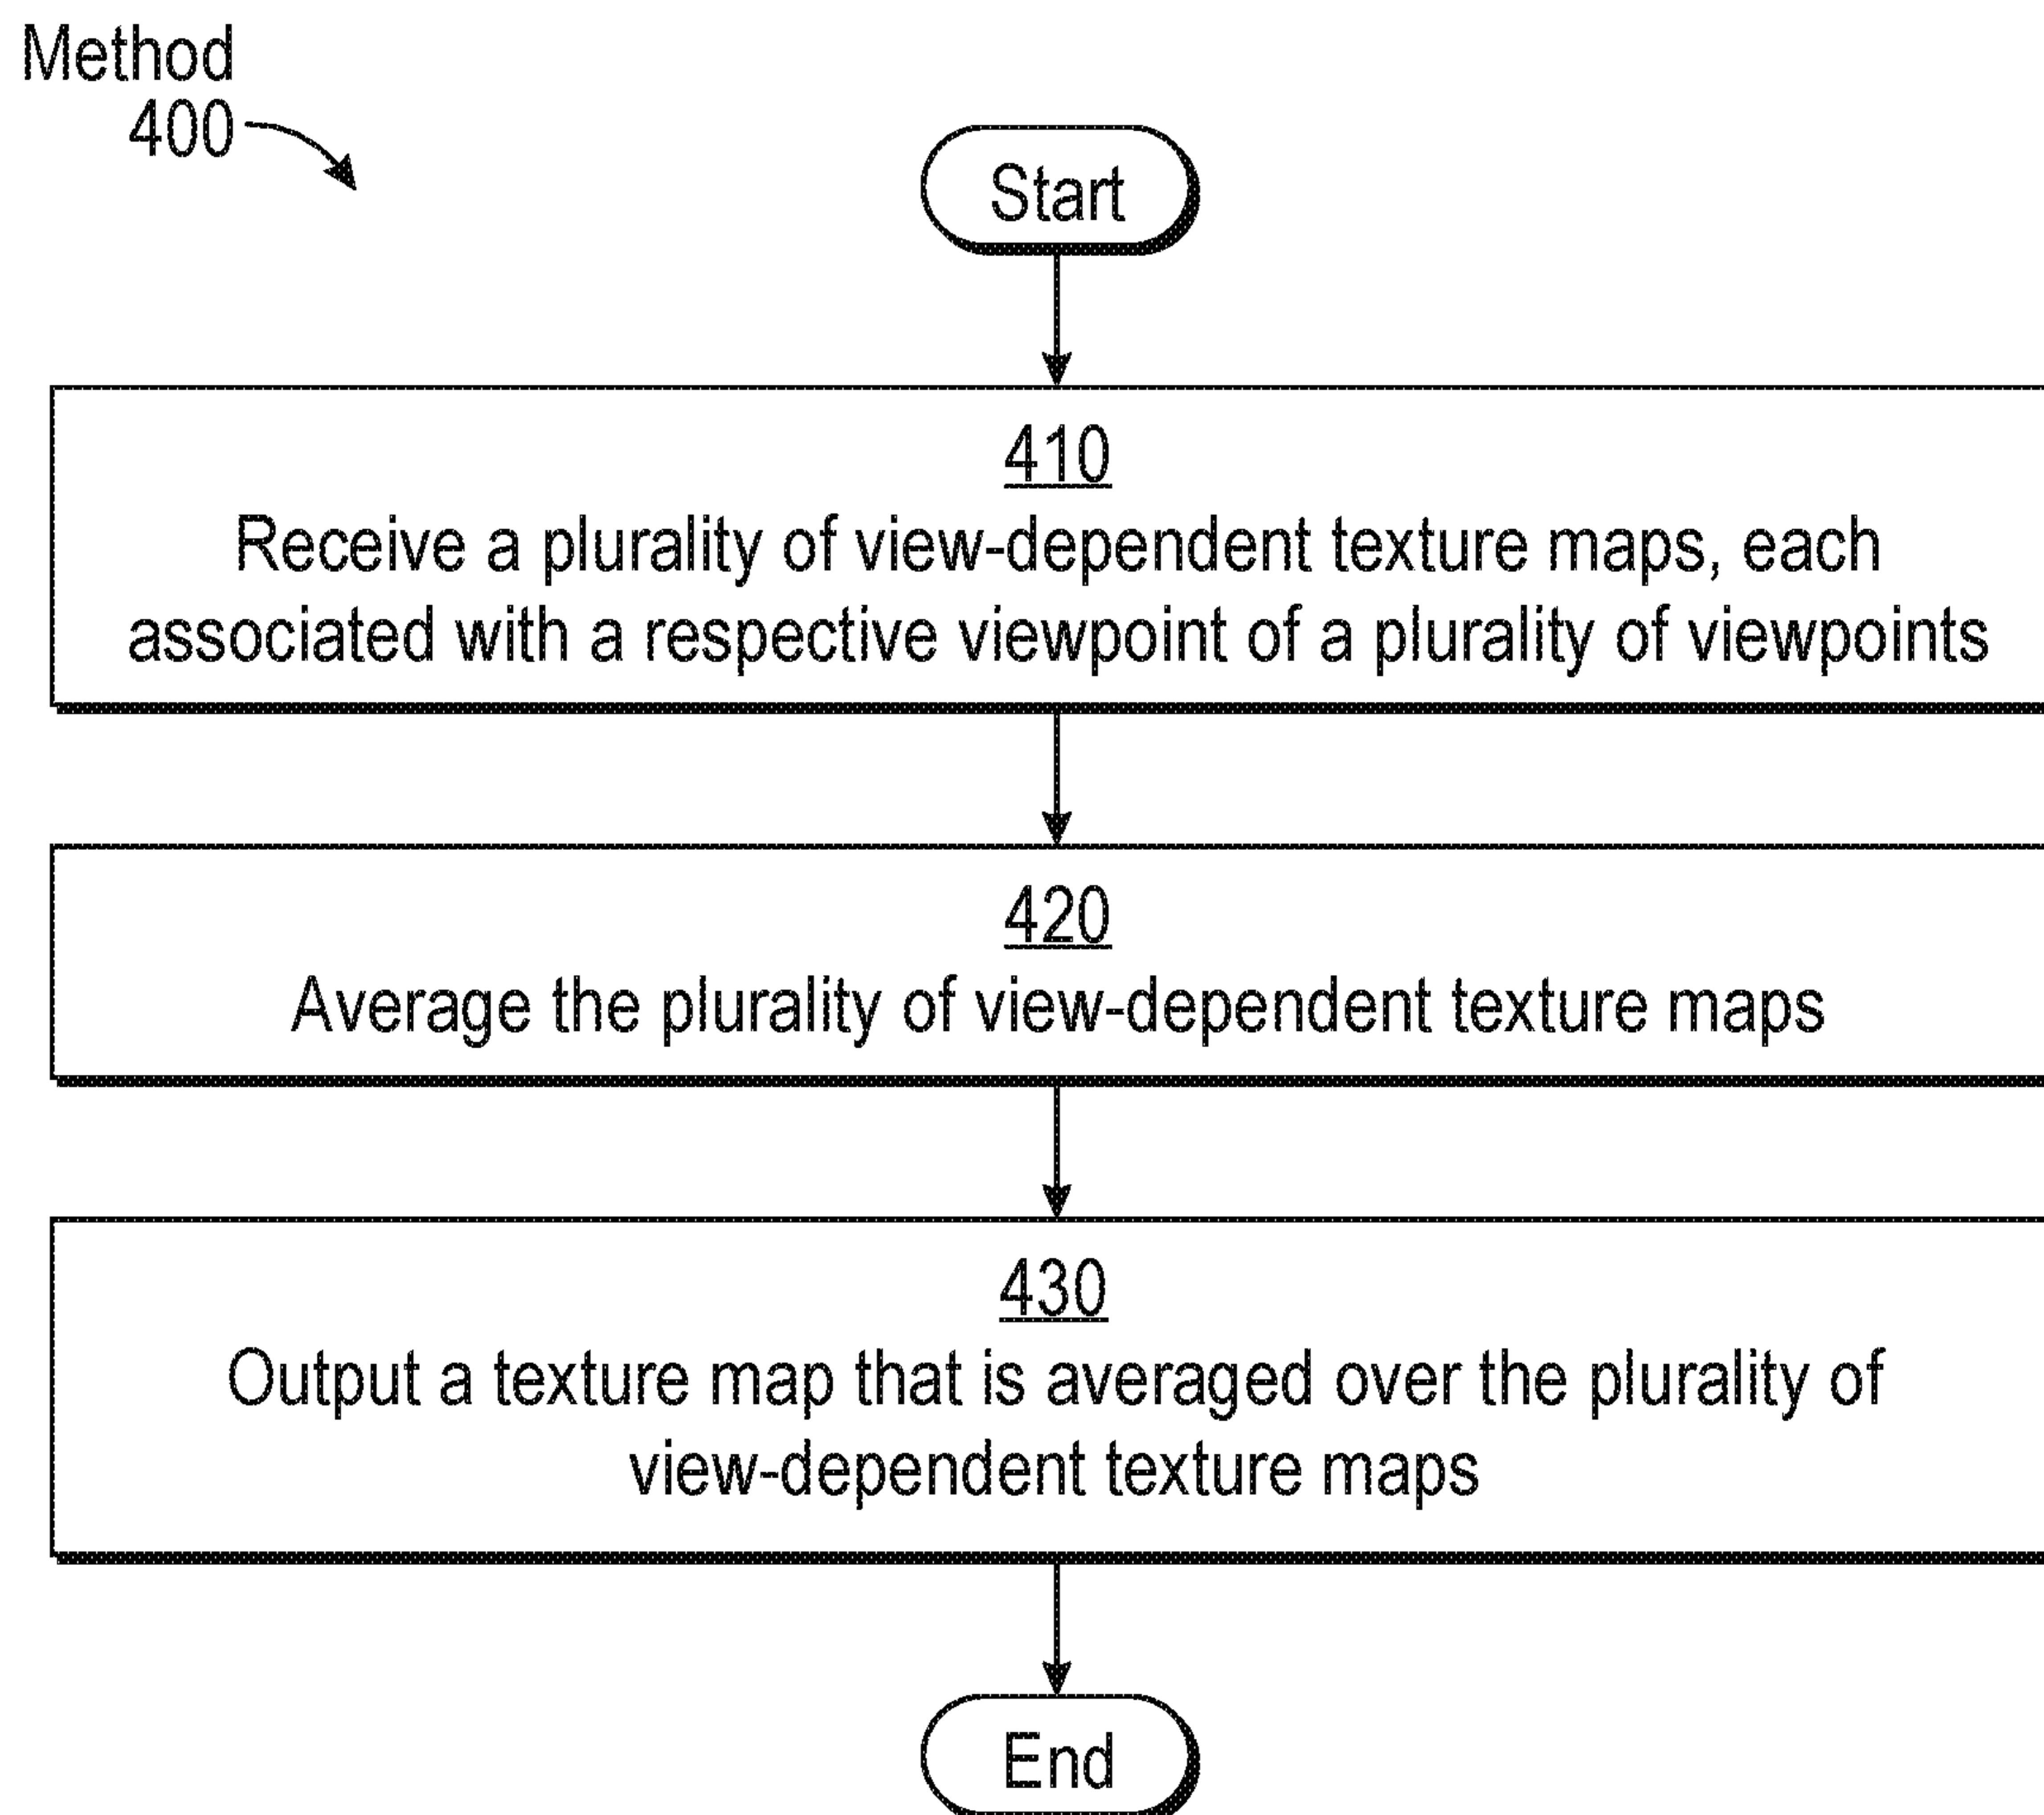 Method
400
Start
410
Receive a plurality of view-dependent texture maps, each
associated with a respective viewpoint of a plurality of viewpoints
420
Average the plurality of view-dependent texture maps
430
Output a texture map that is averaged over the plurality of
view-dependent texture maps
End